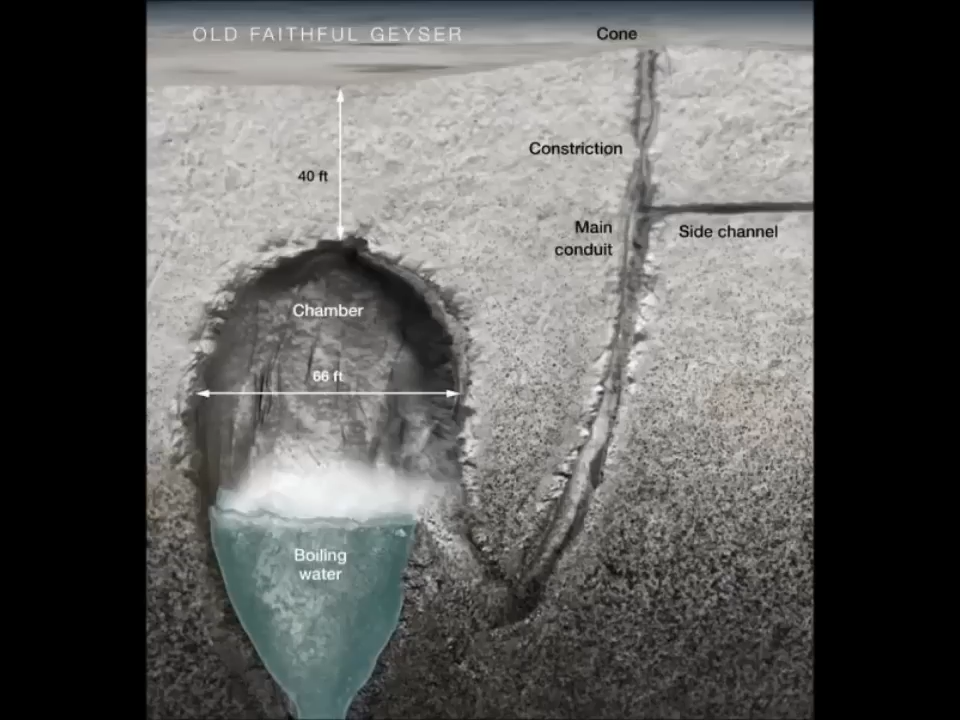 OLD FAITHFUL GEYSER
Cone
Constriction
40 ft
Main
conduit
Side channel
Chamber
66 ft
Boiling
water